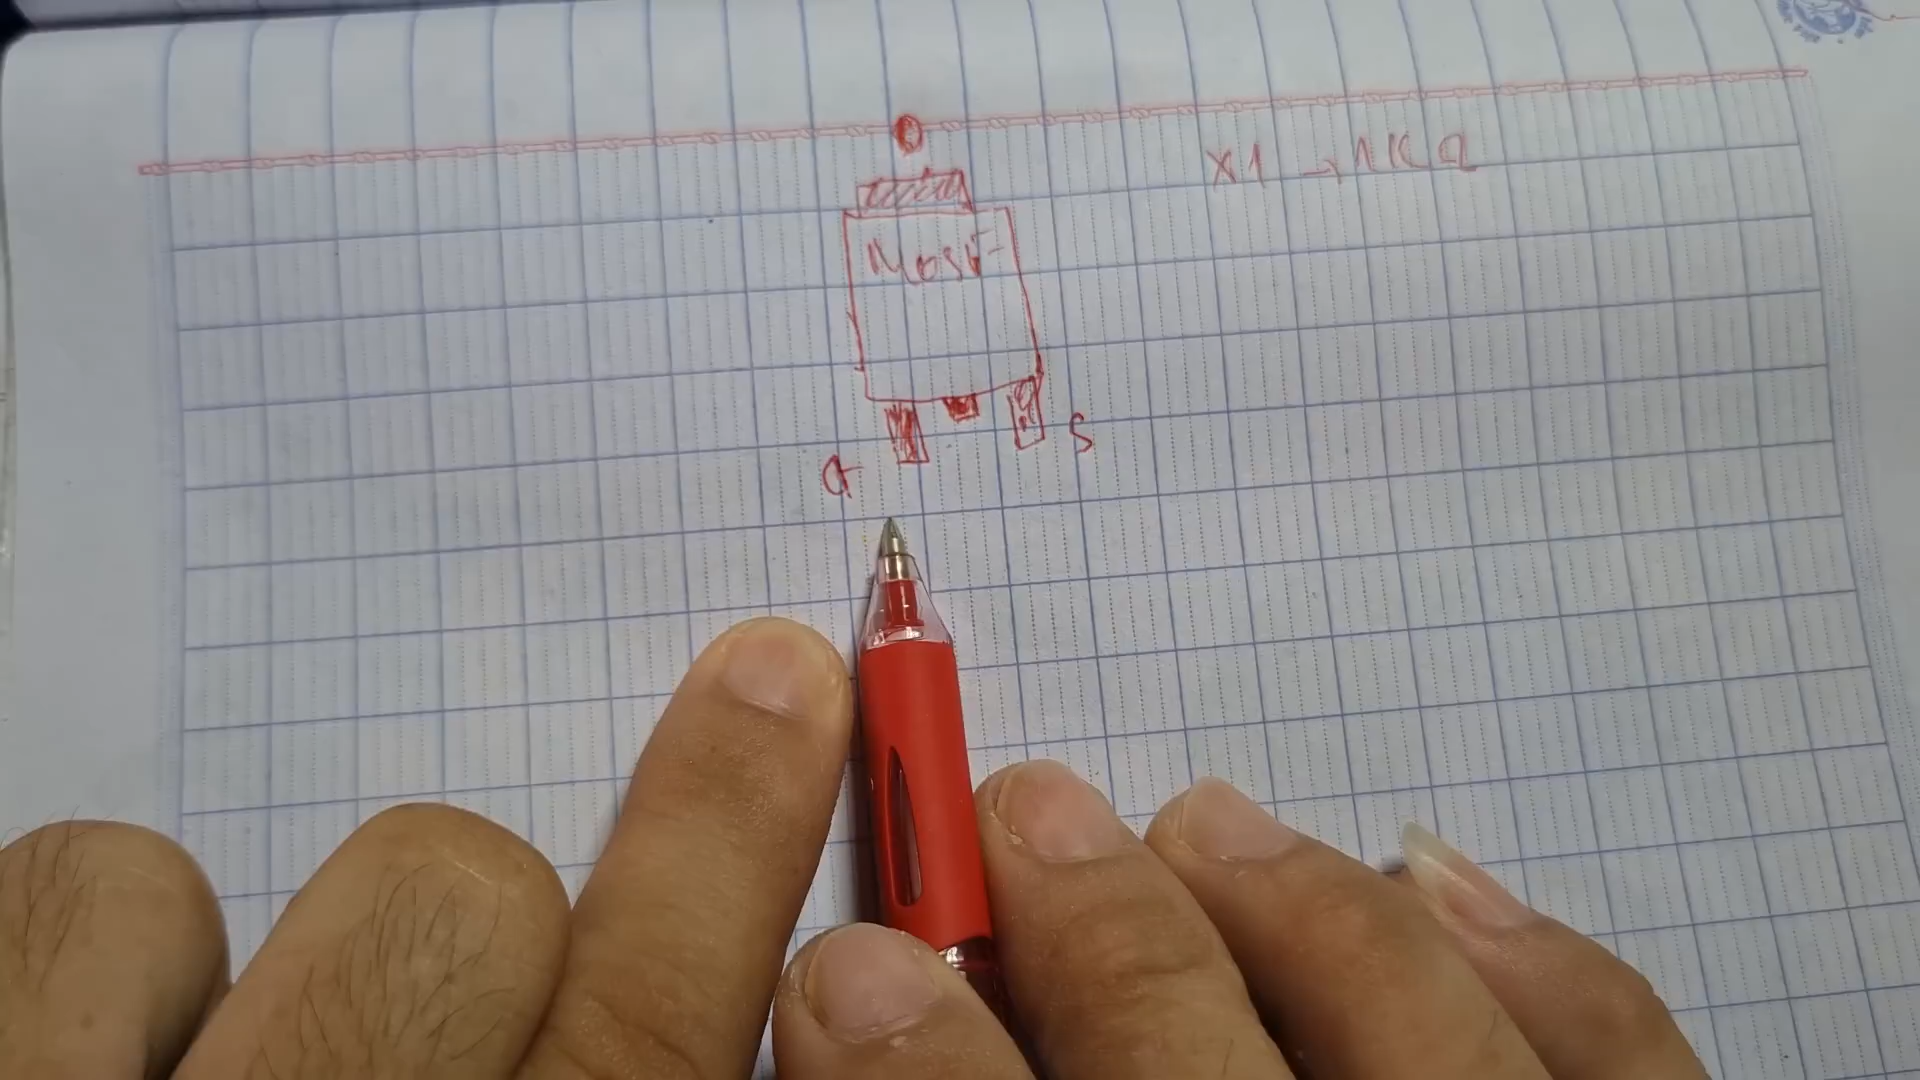 X1 → 1KΩ
MosF
G
S